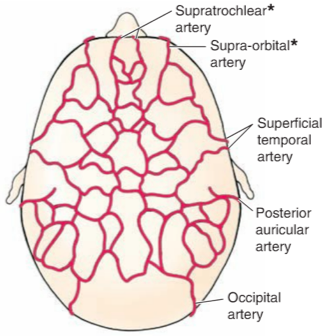 Supratrochlear*
artery
Supra-orbital*
artery
Superficial
temporal
artery
Posterior
auricular
artery
Occipital
artery